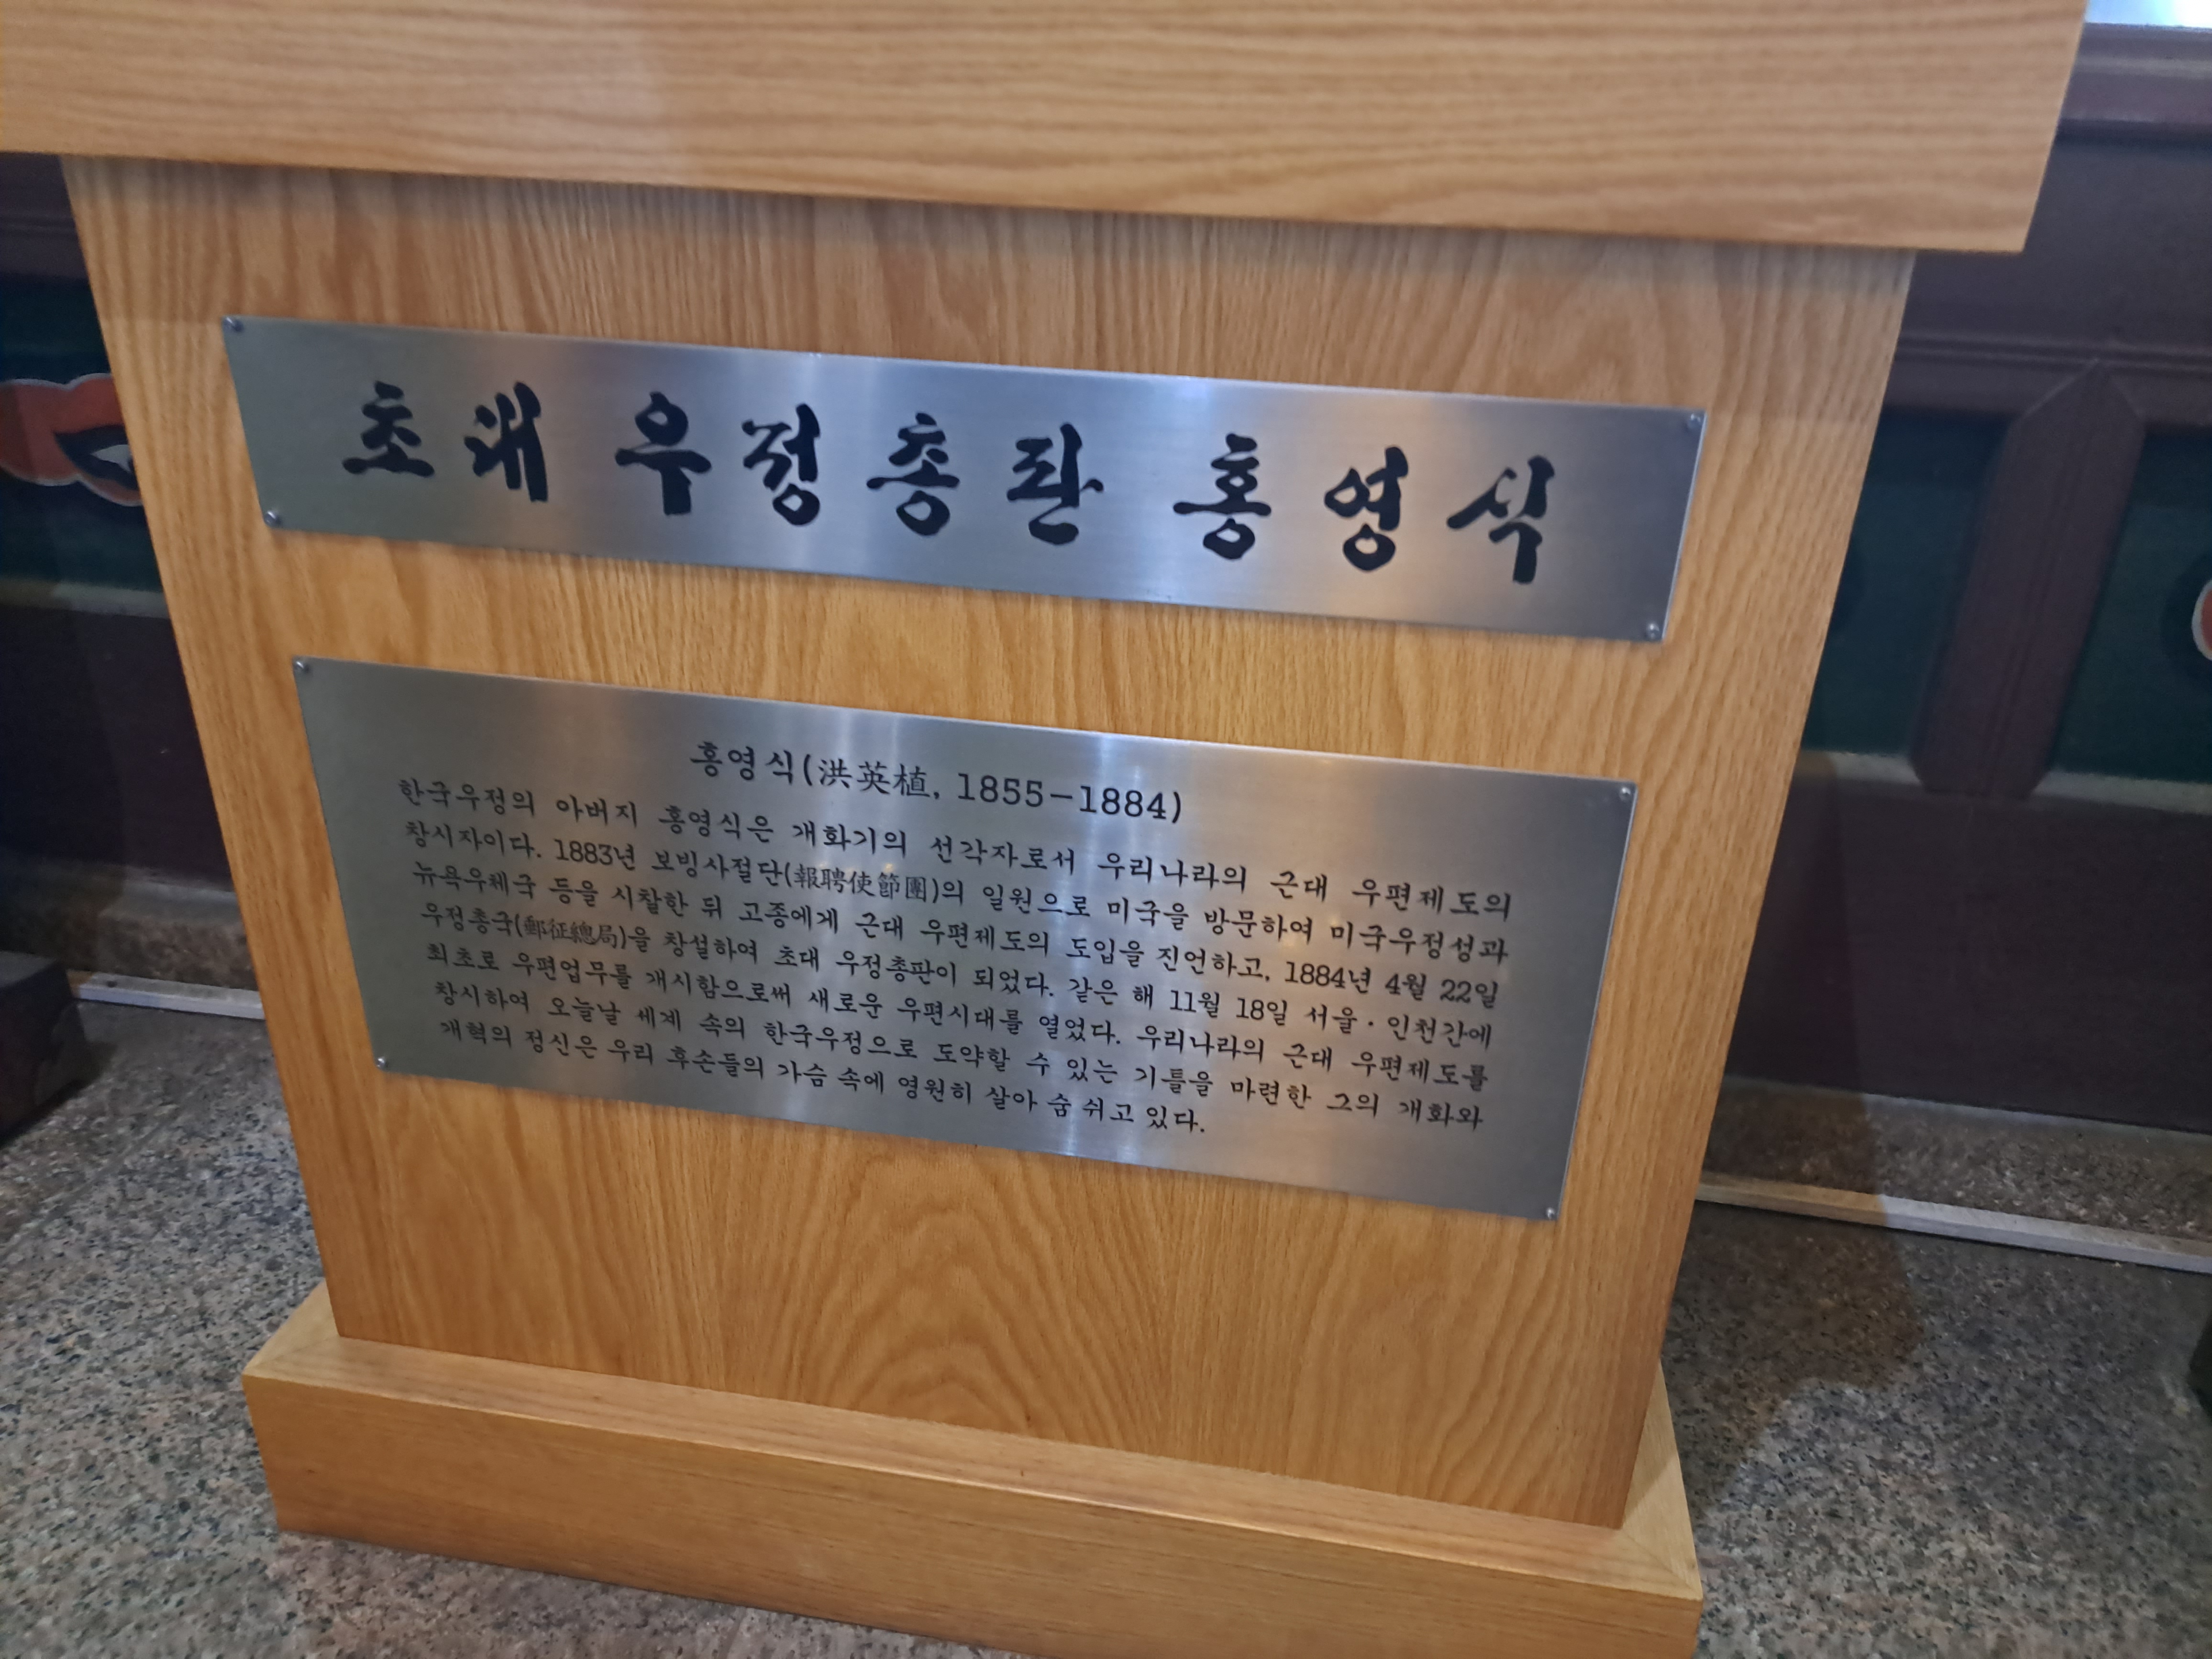 초대 우정총판 홍영식
홍영식(洪英植, 1855-1884)
한국우정의 아버지 홍영식은 개화기의 선각자로서 우리나라의 근대 우편제도의
창시자이다. 1883년 보빙사절단(報聘使節團)의 일원으로 미국을 방문하여 미국우정성과
뉴욕우체국 등을 시찰한 뒤 고종에게 근대 우편제도의 도입을 진언하고, 1884년 4월 22일
우정총국(郵征總局)을 창설하여 초대 우정총판이 되었다. 같은 해 11월 18일 서울·인천간에
최초로 우편업무를 개시함으로써 새로운 우편시대를 열었다. 우리나라의 근대 우편제도를
창시하여 오늘날 세계 속의 한국우정으로 도약할 수 있는 기틀을 마련한 그의 개화와
개혁의 정신은 우리 후손들의 가슴 속에 영원히 살아 숨 쉬고 있다.